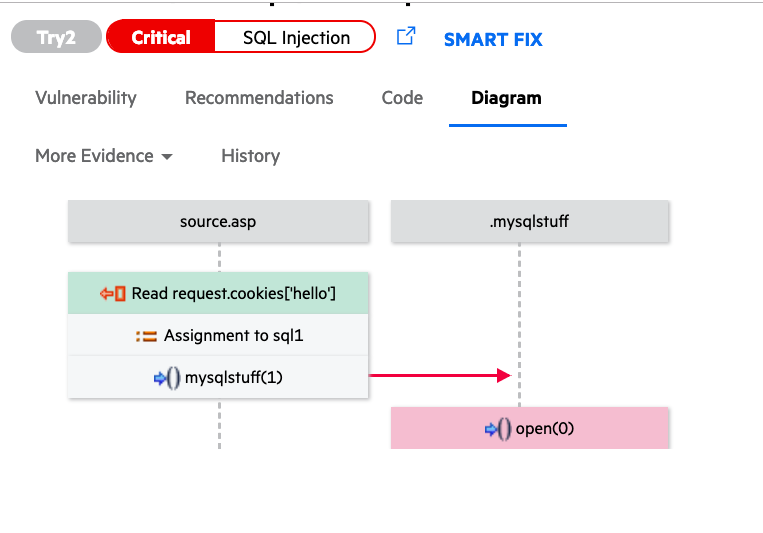 Try2 Critical SQL Injection SMART FIX
Vulnerability Recommendations Code Diagram
More Evidence History
source.asp .mysqlstuff
Read request.cookies['hello']
Assignment to sql1
mysqlstuff(1)
open(0)